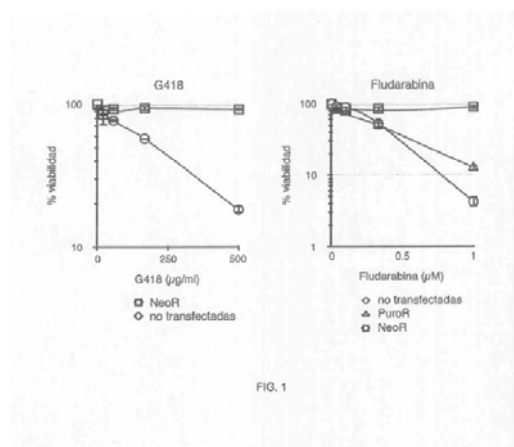 G418
100
10
% viabilidad
0
250
500
G418 (µg/ml)
NeoR
no transfectadas
Fludarabina
100
10
1
% viabilidad
0
0.5
1
Fludarabina (µM)
no transfectadas
PuroR
NeoR
FIG. 1